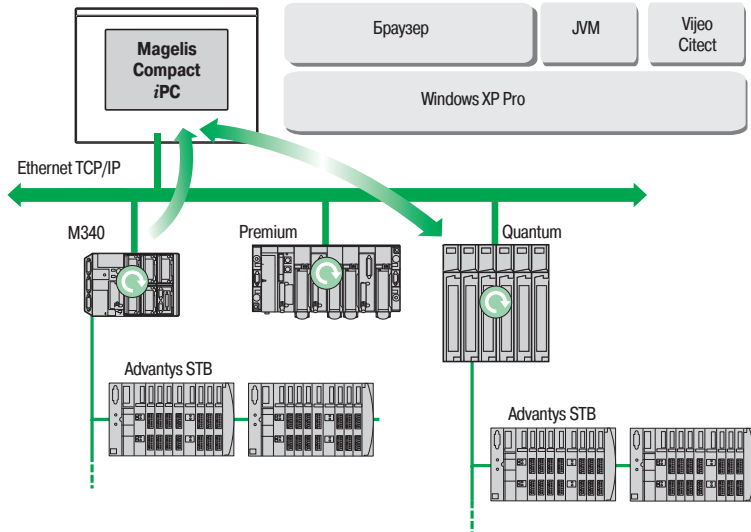 Magelis
Compact
iPC
Браузер
JVM
Vijeo
Citect
Windows XP Pro
Ethernet TCP/IP
M340
Premium
Quantum
Advantys STB
Advantys STB